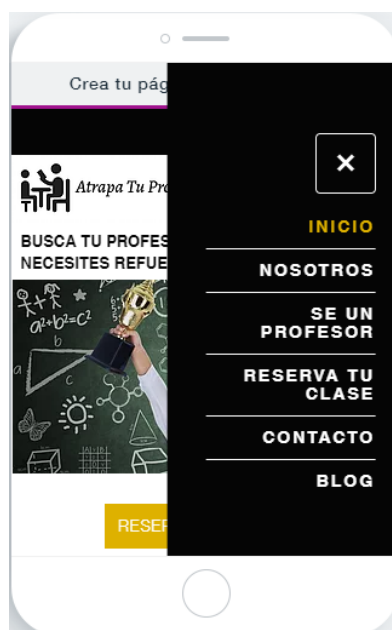 Crea tu pág
×
Atrapa Tu Pro
INICIO
BUSCA TU PROFES
NECESITES REFUE
NOSOTROS
SE UN
PROFESOR
RESERVA TU
CLASE
CONTACTO
BLOG
a²+b²=c²
b
a
c
RESER